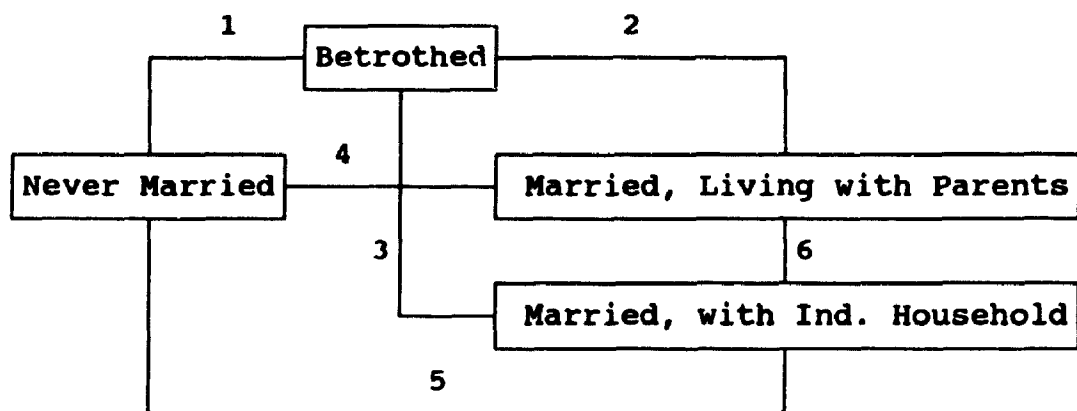 1
2
Betrothed
4
Never Married
Married, Living with Parents
3
6
Married, with Ind. Household
5